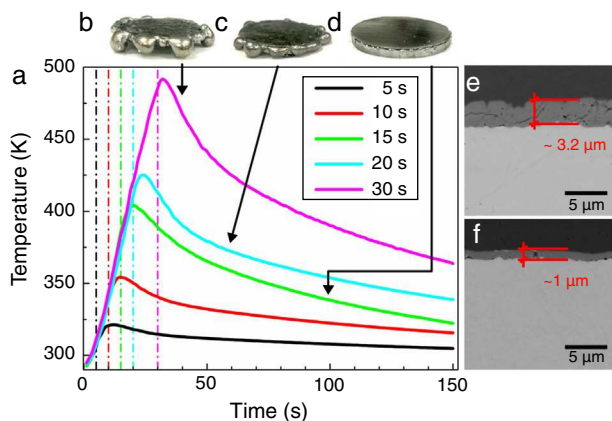 b
c
d
a
500
450
400
350
300
Temperature (K)
0
50
100
150
Time (s)
5 s
10 s
15 s
20 s
30 s
e
~ 3.2 µm
5 µm
f
~1 µm
5 µm